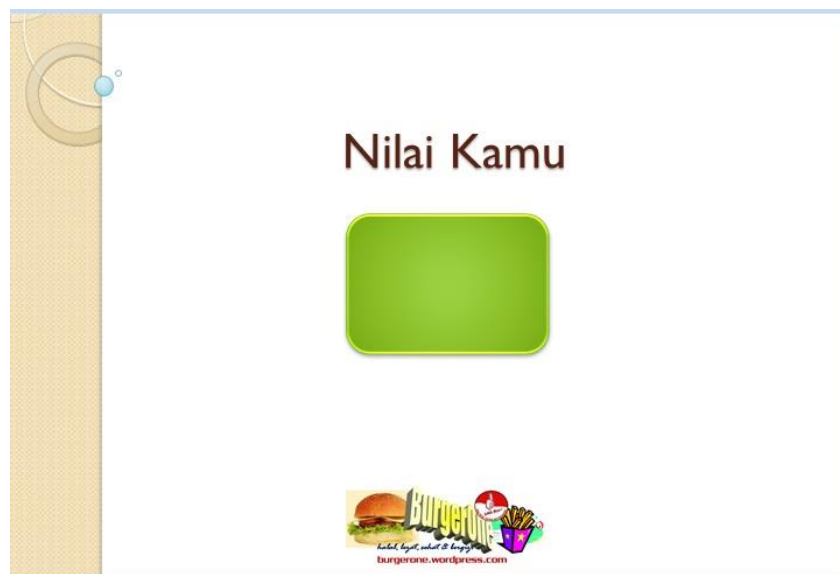 Nilai Kamu
BurgerOne
halal, lezat, sehat & bergizi
burgerone.wordpress.com